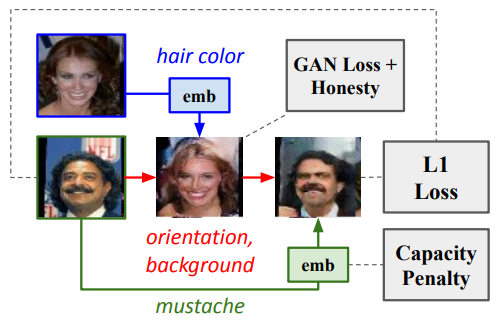 hair color
GAN Loss +
Honesty
emb
NFL
L1
Loss
orientation,
background
emb
Capacity
Penalty
mustache